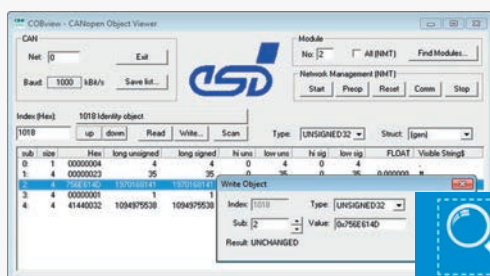 COBview - CANopen Object Viewer
CAN
Net: 0 Exit
Baud: 1000 kBit/s Save list...
esd
Module
No: 2 All (NMT) Find Modules...
Network Management (NMT)
Start Preop Reset Comm Stop
Index (Hex): 1018 Identity object
1018 up down Read Write... Scan Type: UNSIGNED32 Struct: (gen)
sub size Hex long unsigned long signed hi uns low uns hi sig low sig FLOAT Visible String$
0: 1 00000004 4 4 0 4 0 4
1: 4 00000023 35 35 0 35 0 35 0.000000 #
2: 4 756E614D 1970168141 1970168141
3: 4 00000001 1 1
4: 4 41440032 1094975538 1094975538
Write Object
Index: 1018 Type: UNSIGNED32
Sub: 2 Value: 0x756E614D
Result: UNCHANGED